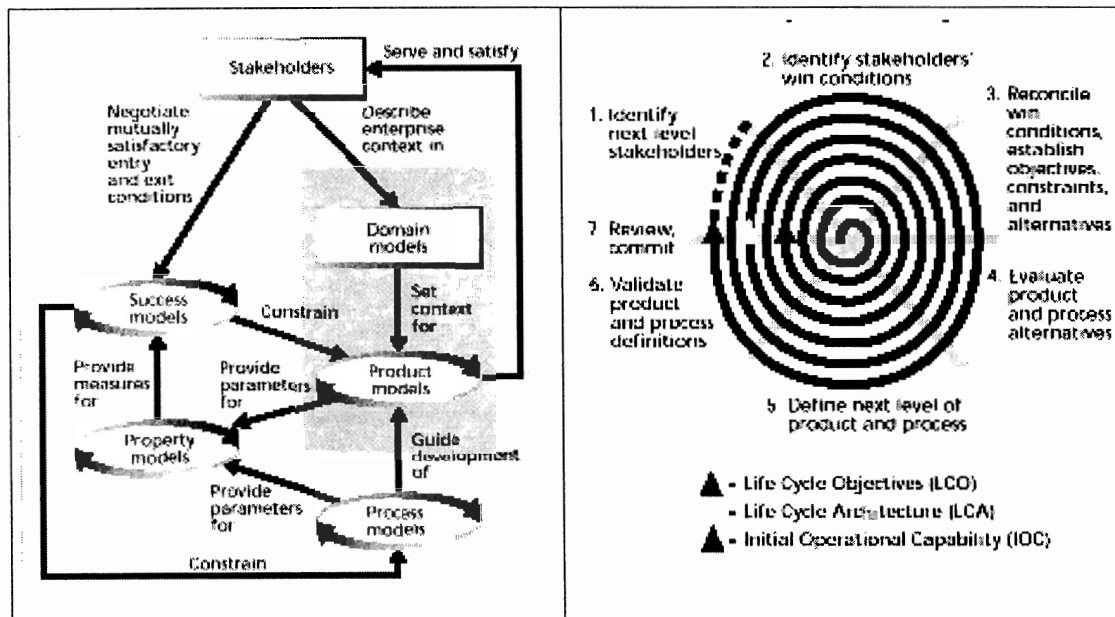 Stakeholders
Serve and satisfy
Negotiate
mutually
satisfactory
entry
and exit
conditions
Describe
enterprise
context in
Domain
models
Success
models
Constrain
Set
context
for
Provide
measures
for
Provide
parameters
for
Product
models
Property
models
Guide
development
of
Provide
parameters
for
Process
models
Constrain
2. Identify stakeholders'
win conditions
1. Identify
next level
stakeholders
3. Reconcile
win
conditions,
establish
objectives,
constraints,
and
alternatives
7. Review,
commit
6. Validate
product
and process
definitions
4. Evaluate
product
and process
alternatives
5. Define next level of
product and process
- Life Cycle Objectives (LCO)
- Life Cycle Architecture (LCA)
- Initial Operational Capability (IOC)